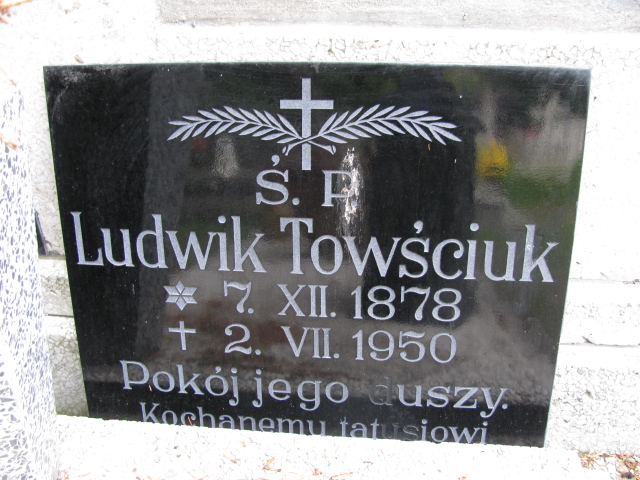 Ś. P.
Ludwik Towściuk
7. XII. 1878
2. VII. 1950
Pokój jego duszy.
Kochanemu tatusiowi